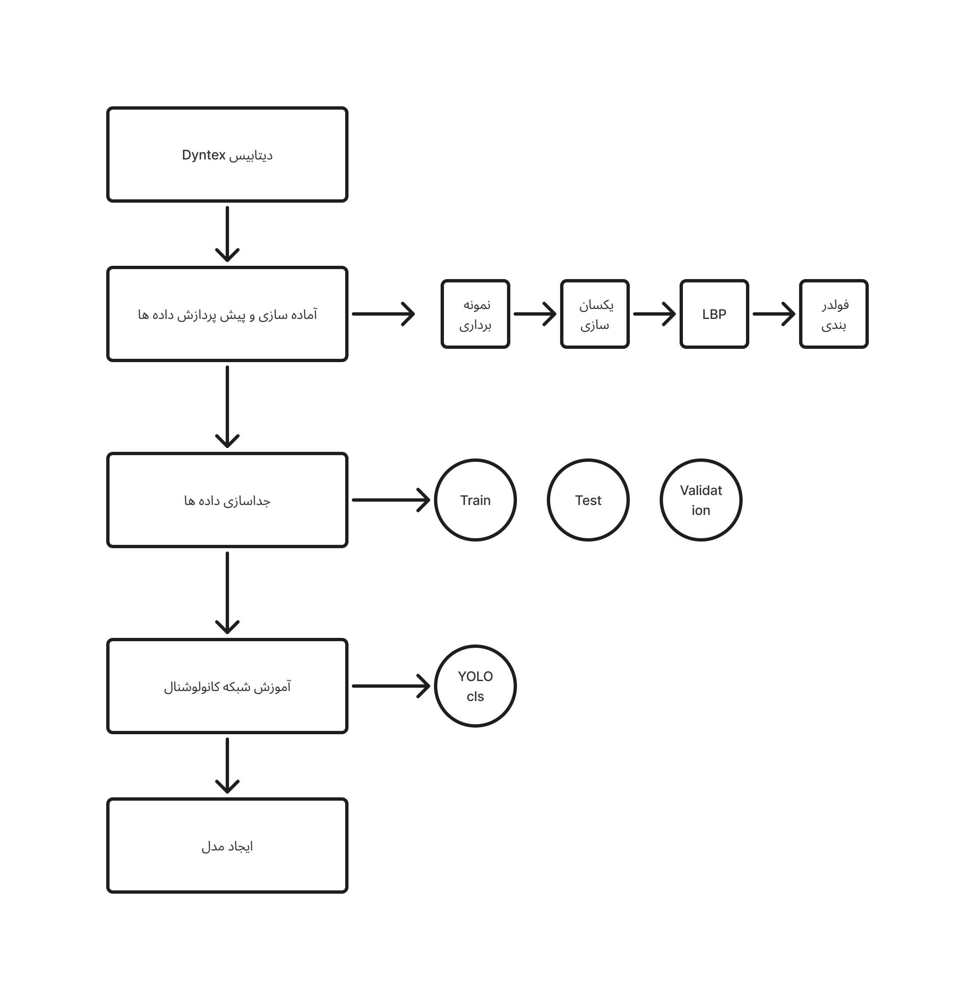 دیتابیس Dyntex
آماده سازی و پیش پردازش داده ها
نمونه
برداری
یکسان
سازی
LBP
فولدر
بندی
جداسازی داده ها
Train
Test
Validat
ion
آموزش شبکه کانولوشنال
YOLO
cls
ایجاد مدل